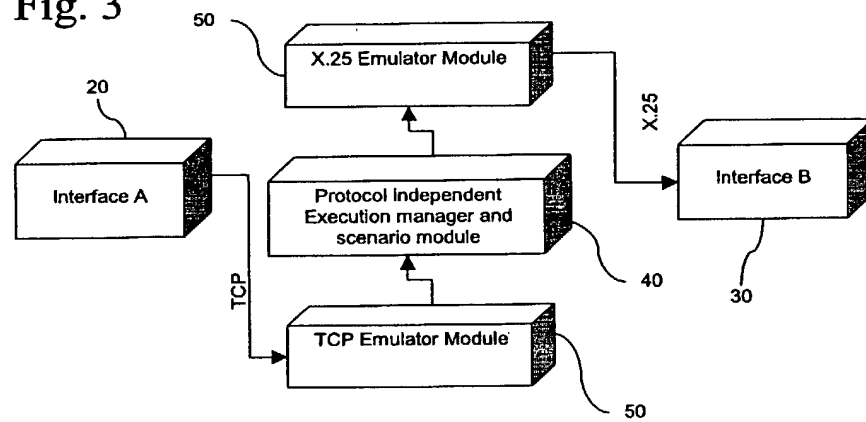 Fig. 3
50
X.25 Emulator Module
20
X.25
Interface A
Protocol Independent
Execution manager and
scenario module
Interface B
40
30
TCP
TCP Emulator Module
50